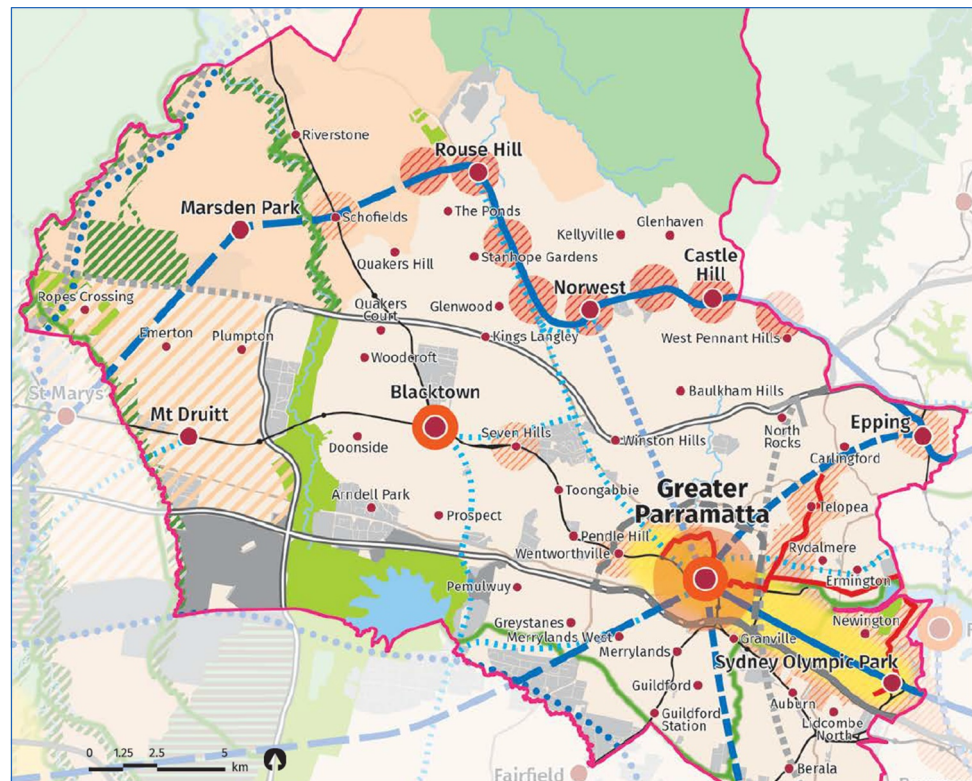 Riverstone
Rouse Hill
Marsden Park
Schofields
The Ponds
Kellyville
Glenhaven
Quakers Hill
Stanhope Gardens
Castle
Hill
Ropes Crossing
Quakers
Court
Glenwood
Norwest
Emerton
Plumpton
Kings Langley
West Pennant Hills
Woodcroft
St Marys
Blacktown
Baulkham Hills
Mt Druitt
Doonside
Seven Hills
Winston Hills
North
Rocks
Epping
Carlingford
Arndell Park
Prospect
Toongabbie
Greater
Parramatta
Telopea
Pendle Hill
Wentworthville
Rydalmere
Ermington
Pemulwuy
Newington
Greystanes
Merrylands West
Merrylands
Granville
Sydney Olympic Park
Guildford
Auburn
Guildford
Station
Lidcombe
North
Berala
Fairfield
0 1.25 2.5 5
km